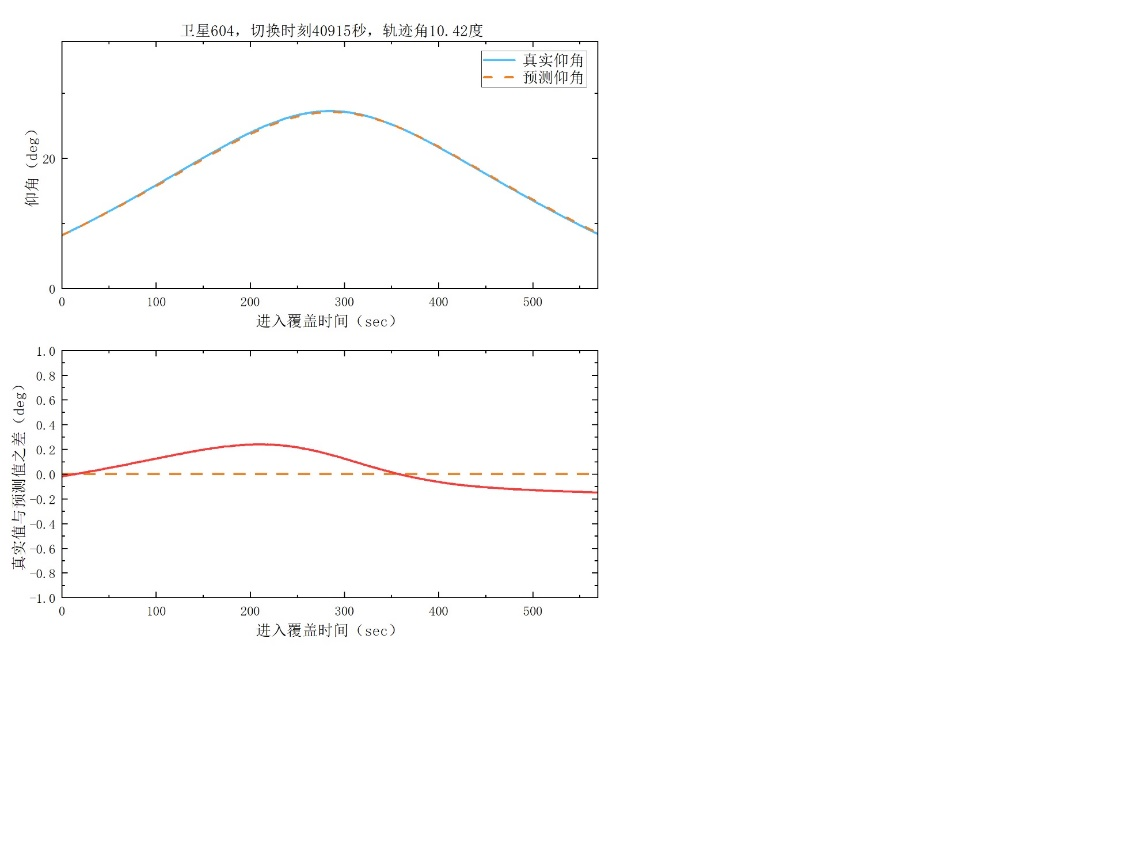 卫星604，切换时刻40915秒，轨迹角10.42度
真实仰角
预测仰角
仰角（deg）
20
0
0 100 200 300 400 500
进入覆盖时间（sec）
真实值与预测值之差（deg）
1.0
0.8
0.6
0.4
0.2
0.0
-0.2
-0.4
-0.6
-0.8
-1.0
0 100 200 300 400 500
进入覆盖时间（sec）